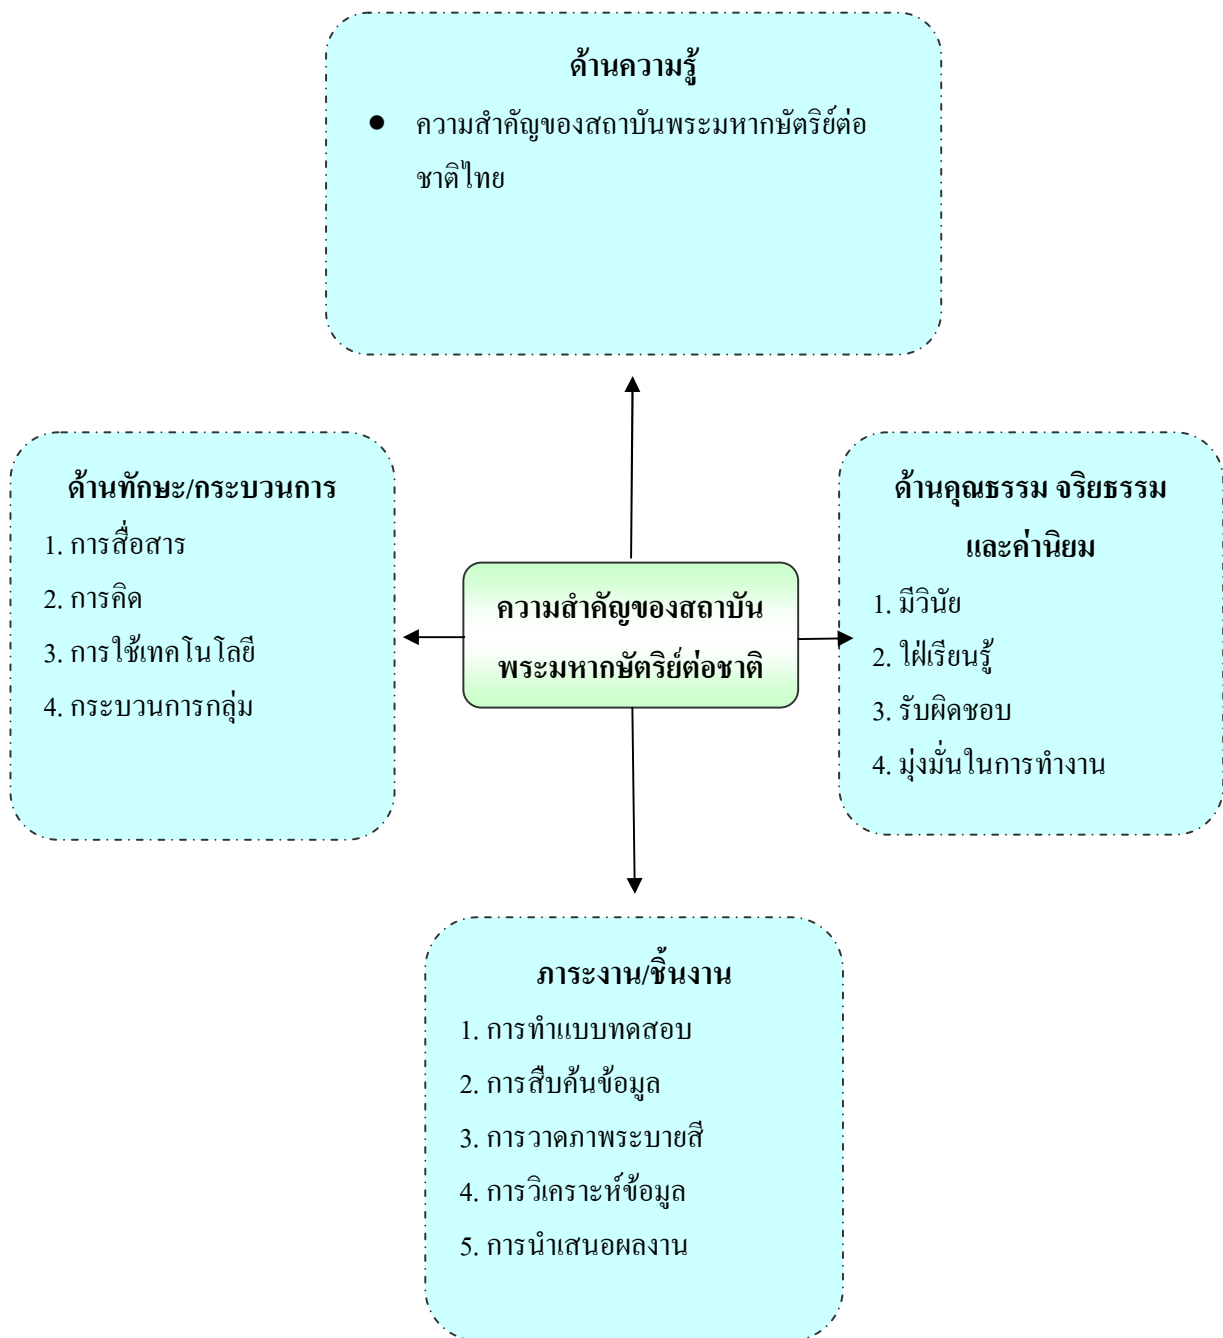 ด้านความรู้
● ความสำคัญของสถาบันพระมหากษัตริย์ต่อ
ชาติไทย
ด้านทักษะ/กระบวนการ
1. การสื่อสาร
2. การคิด
3. การใช้เทคโนโลยี
4. กระบวนการกลุ่ม
ความสำคัญของสถาบัน
พระมหากษัตริย์ต่อชาติ
ด้านคุณธรรม จริยธรรม
และค่านิยม
1. มีวินัย
2. ใฝ่เรียนรู้
3. รับผิดชอบ
4. มุ่งมั่นในการทำงาน
ภาระงาน/ชิ้นงาน
1. การทำแบบทดสอบ
2. การสืบค้นข้อมูล
3. การวาดภาพระบายสี
4. การวิเคราะห์ข้อมูล
5. การนำเสนอผลงาน